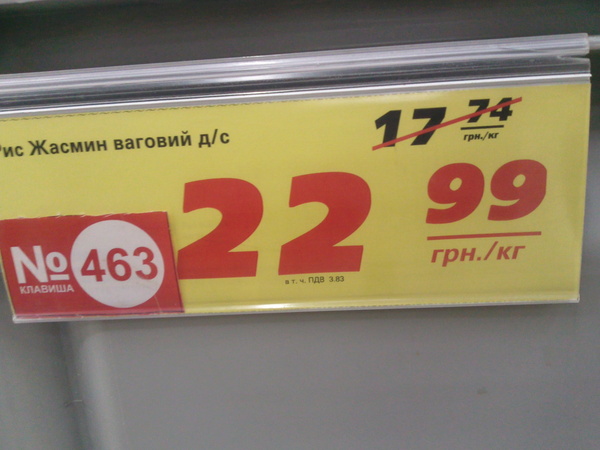 ис Жасмин ваговий д/с
17 74
грн./кг
22 99
грн./кг
№ 463
КЛАВИША
в т. ч. ПДВ 3.83